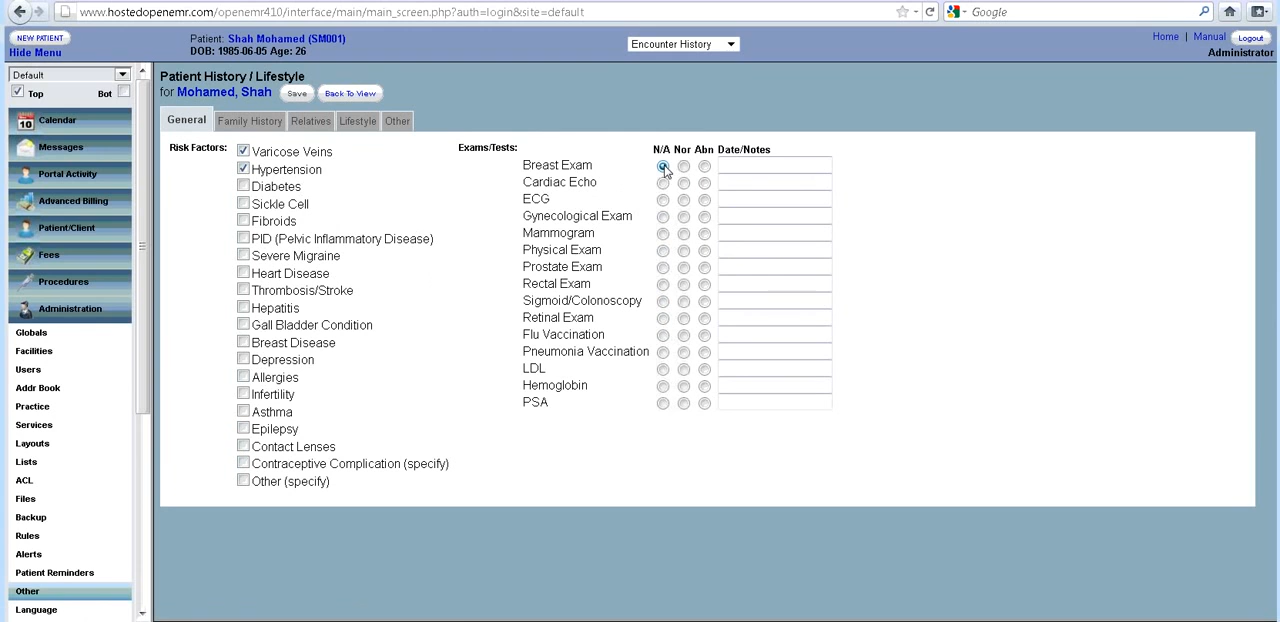 www.hostedopenemr.com/openemr410/interface/main/main_screen.php?auth=login&site=default
Google
NEW PATIENT
Hide Menu
Patient: Shah Mohamed (SM001)
DOB: 1985-06-05 Age: 26
Encounter History
Home | Manual Logout
Administrator
Default
Top Bot
10 Calendar
Messages
Portal Activity
Advanced Billing
Patient/Client
Fees
Procedures
Administration
Globals
Facilities
Users
Addr Book
Practice
Services
Layouts
Lists
ACL
Files
Backup
Rules
Alerts
Patient Reminders
Other
Language
Patient History / Lifestyle
for Mohamed, Shah Save Back To View
General Family History Relatives Lifestyle Other
Risk Factors:
Varicose Veins
Hypertension
Diabetes
Sickle Cell
Fibroids
PID (Pelvic Inflammatory Disease)
Severe Migraine
Heart Disease
Thrombosis/Stroke
Hepatitis
Gall Bladder Condition
Breast Disease
Depression
Allergies
Infertility
Asthma
Epilepsy
Contact Lenses
Contraceptive Complication (specify)
Other (specify)
Exams/Tests: N/A Nor Abn Date/Notes
Breast Exam
Cardiac Echo
ECG
Gynecological Exam
Mammogram
Physical Exam
Prostate Exam
Rectal Exam
Sigmoid/Colonoscopy
Retinal Exam
Flu Vaccination
Pneumonia Vaccination
LDL
Hemoglobin
PSA